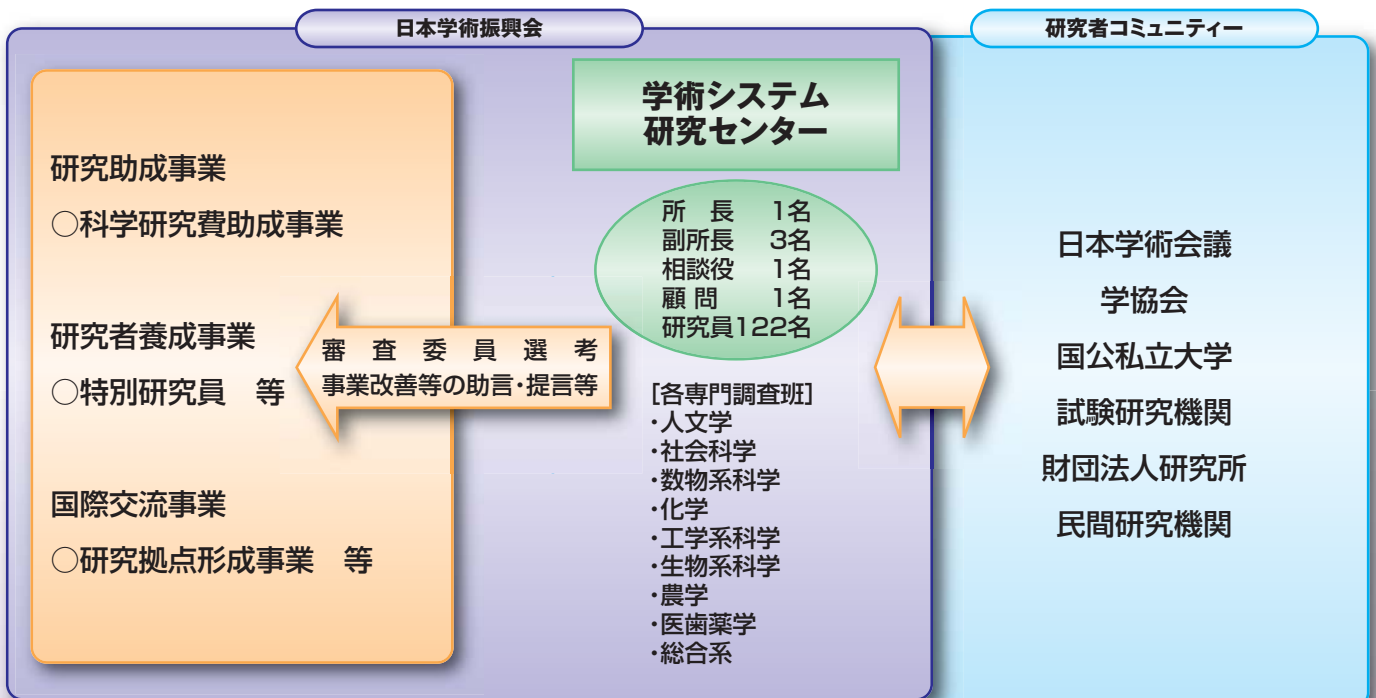 日本学術振興会
研究助成事業
○科学研究費助成事業
研究者養成事業
○特別研究員　等
国際交流事業
○研究拠点形成事業　等
審査委員選考
事業改善等の助言・提言等
学術システム
研究センター
所　長　1名
副所長　3名
相談役　1名
顧 問　1名
研究員122名
[各専門調査班]
・人文学
・社会科学
・数物系科学
・化学
・工学系科学
・生物系科学
・農学
・医歯薬学
・総合系
研究者コミュニティー
日本学術会議
学協会
国公私立大学
試験研究機関
財団法人研究所
民間研究機関